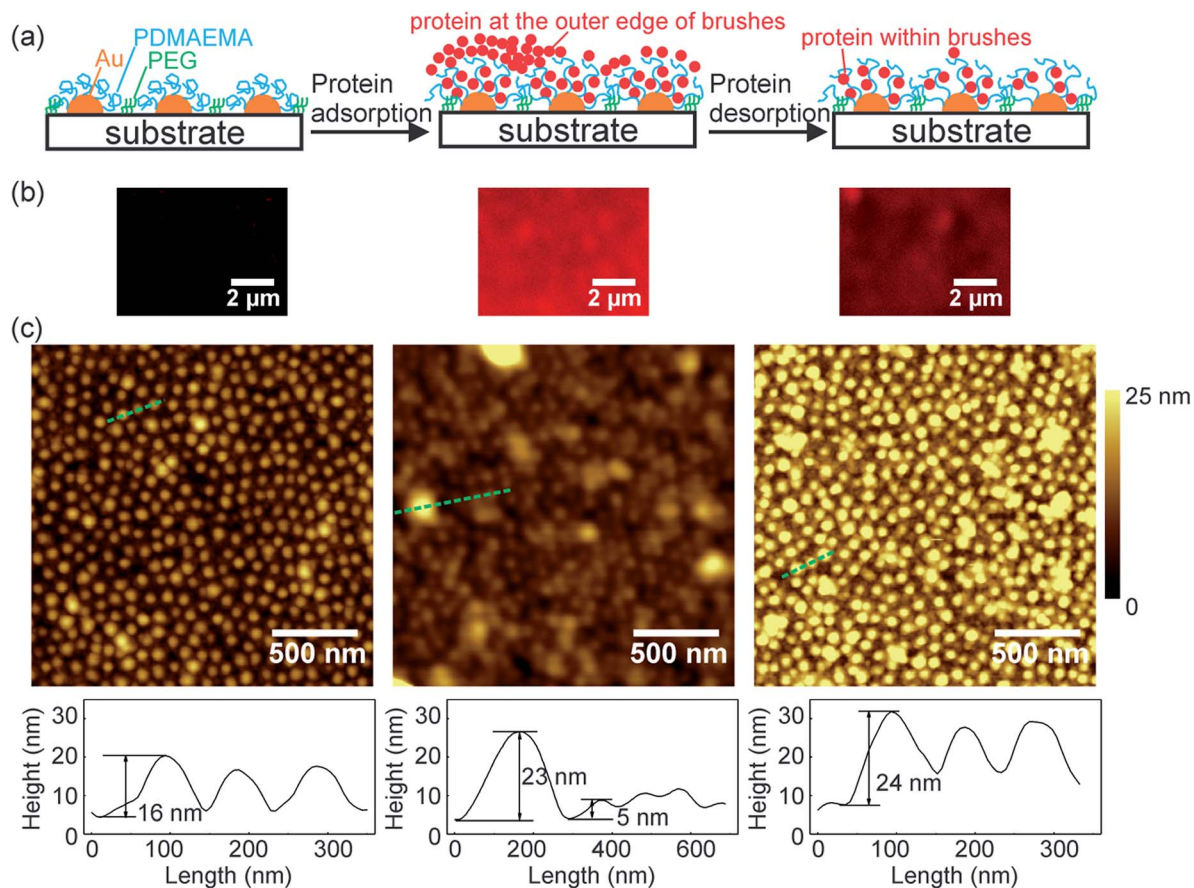 (a)
PDMAEMA
Au
PEG
substrate
Protein
adsorption
protein at the outer edge of brushes
substrate
Protein
desorption
protein within brushes
substrate
(b)
2 μm
2 μm
2 μm
(c)
500 nm
500 nm
500 nm
25 nm
0
Height (nm)
30
20
10
0
16 nm
0 100 200 300
Length (nm)
Height (nm)
30
20
10
0
23 nm
5 nm
0 200 400 600
Length (nm)
Height (nm)
30
20
10
0
24 nm
0 100 200 300
Length (nm)